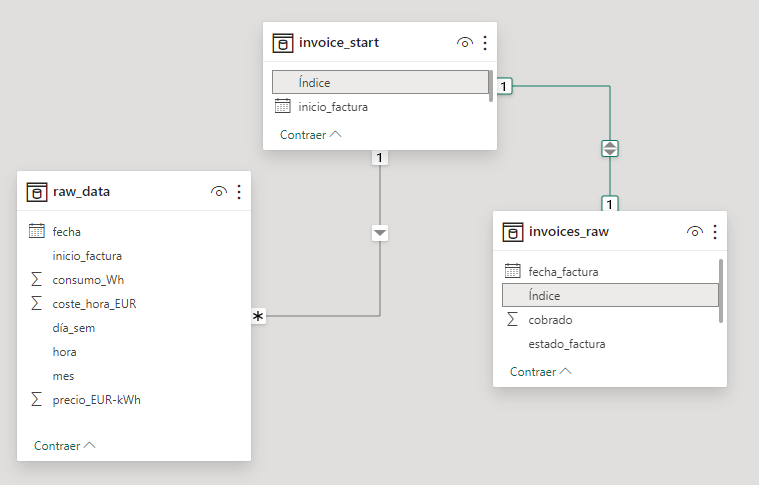 invoice_start
Índice
inicio_factura
Contraer
1
1
raw_data
fecha
inicio_factura
consumo_Wh
coste_hora_EUR
día_sem
hora
mes
precio_EUR-kWh
Contraer
*
1
invoices_raw
fecha_factura
Índice
cobrado
estado_factura
Contraer